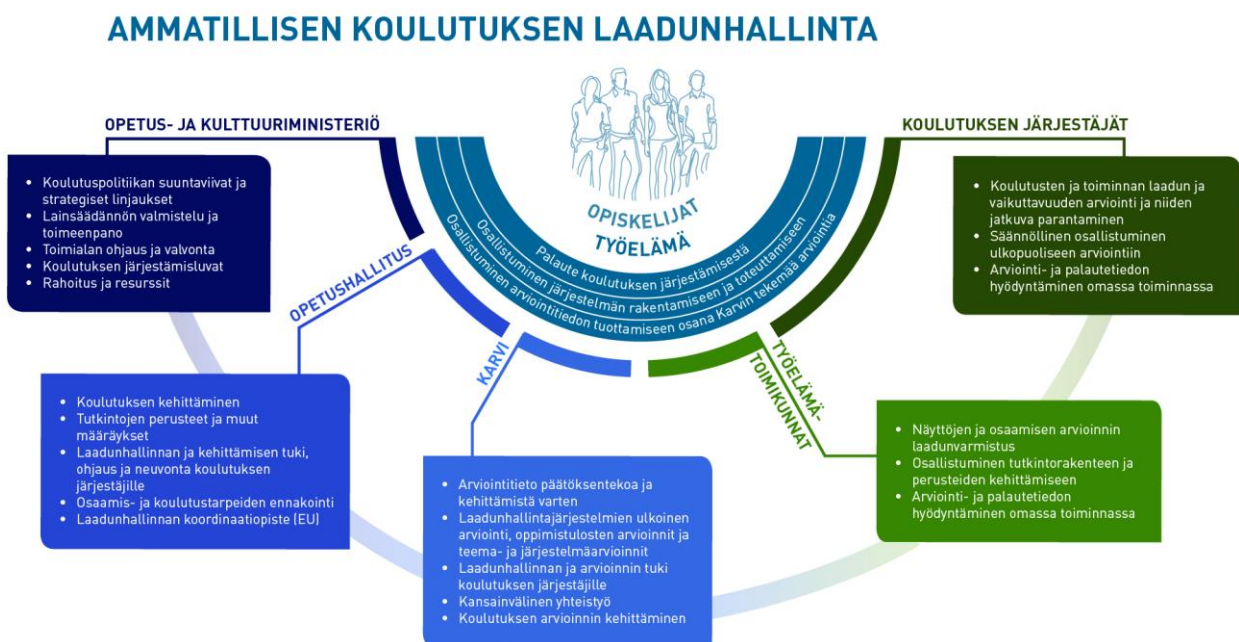 AMMATILLISEN KOULUTUKSEN LAADUNHALLINTA
OPISKELIJAT
TYÖELÄMÄ
Palaute koulutuksen järjestämisestä
Osallistuminen järjestelmän rakentamiseen ja toteuttamiseen
Osallistuminen arviointitiedon tuottamiseen osana Karvin tekemää arviointia
OPETUS- JA KULTTUURIMINISTERIÖ
• Koulutuspolitiikan suuntaviivat ja
strategiset linjaukset
• Lainsäädännön valmistelu ja
toimeenpano
• Toimialan ohjaus ja valvonta
• Koulutuksen järjestämisluvat
• Rahoitus ja resurssit
OPETUSHALLITUS
• Koulutuksen kehittäminen
• Tutkintojen perusteet ja muut
määräykset
• Laadunhallinnan ja kehittämisen tuki,
ohjaus ja neuvonta koulutuksen
järjestäjille
• Osaamis- ja koulutustarpeiden ennakointi
• Laadunhallinnan koordinaatiopiste (EU)
KARVI
• Arviointitieto päätöksentekoa ja
kehittämistä varten
• Laadunhallintajärjestelmien ulkoinen
arviointi, oppimistulosten arvioinnit ja
teema- ja järjestelmäarvioinnit
• Laadunhallinnan ja arvioinnin tuki
koulutuksen järjestäjille
• Kansainvälinen yhteistyö
• Koulutuksen arvioinnin kehittäminen
TYÖELÄMÄ-
TOIMIKUNNAT
• Näyttöjen ja osaamisen arvioinnin
laadunvarmistus
• Osallistuminen tutkintorakenteen ja
perusteiden kehittämiseen
• Arviointi- ja palautetiedon
hyödyntäminen omassa toiminnassa
KOULUTUKSEN JÄRJESTÄJÄT
• Koulutusten ja toiminnan laadun ja
vaikuttavuuden arviointi ja niiden
jatkuva parantaminen
• Säännöllinen osallistuminen
ulkopuoliseen arviointiin
• Arviointi- ja palautetiedon
hyödyntäminen omassa toiminnassa